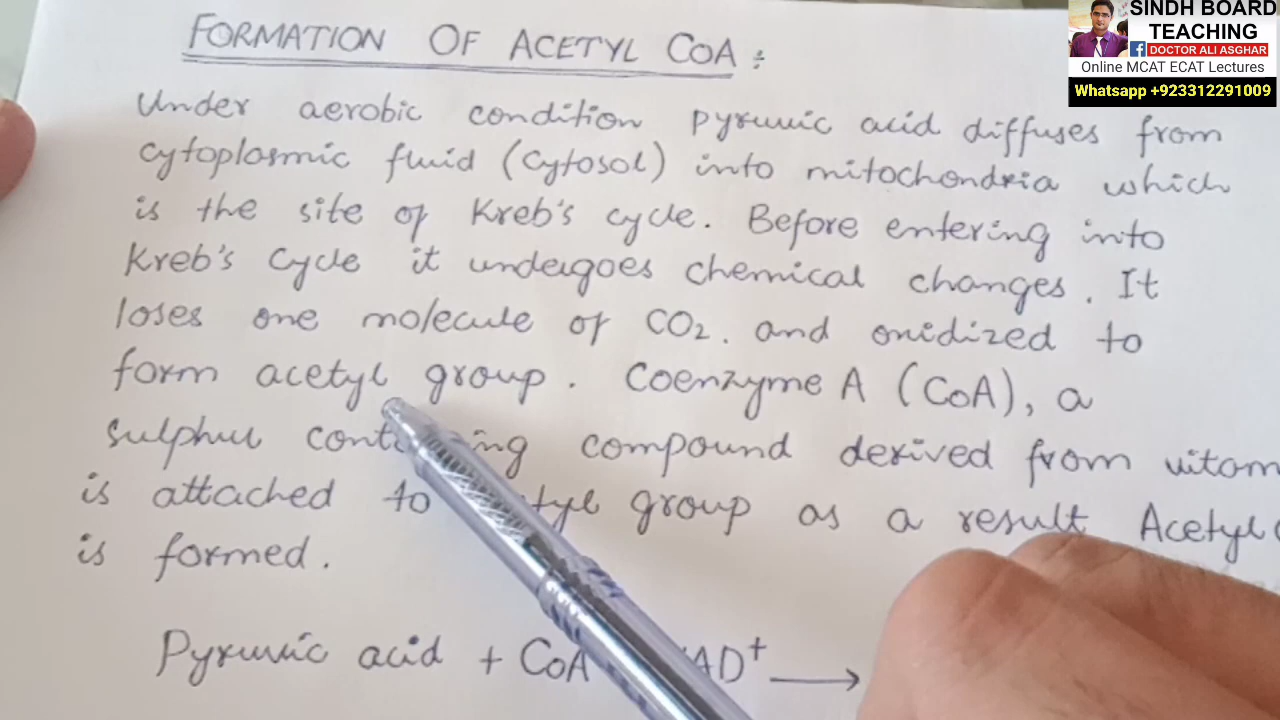 SINDH BOARD
TEACHING
f DOCTOR ALI ASGHAR
Online MCAT ECAT Lectures
Whatsapp +923312291009
FORMATION OF ACETYL COA:
Under aerobic condition pyruvic acid diffuses from
cytoplasmic fluid (cytosol) into mitochondria which
is the site of Kreb's cycle. Before entering into
Kreb's Cycle it undergoes chemical changes. It
loses one molecule of CO2. and oxidized to
form acetyl group. Coenzyme A (COA), a
sulphur compound derived from
is attached to group as a result Acetyl
is formed.
Pyruvic acid + COA AD+ →